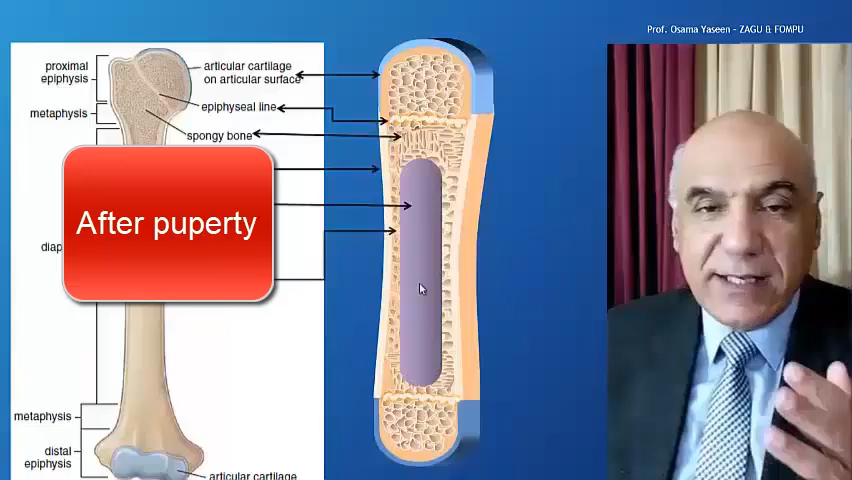 Prof. Osama Yaseen - ZAGU & FOMPU
proximal
epiphysis
articular cartilage
on articular surface
metaphysis
epiphyseal line
spongy bone
After puperty
metaphysis
distal
epiphysis
articular cartilage